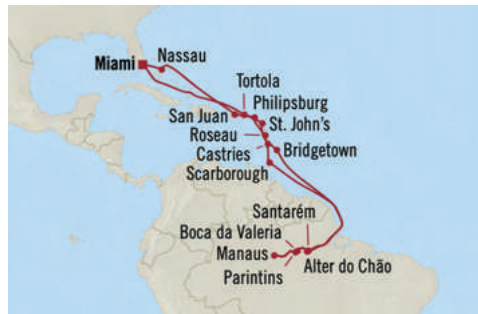 Nassau
Miami
Tortola
Philipsburg
San Juan
St. John's
Roseau
Castries
Bridgetown
Scarborough
Santarém
Boca da Valeria
Manaus
Alter do Chão
Parintins